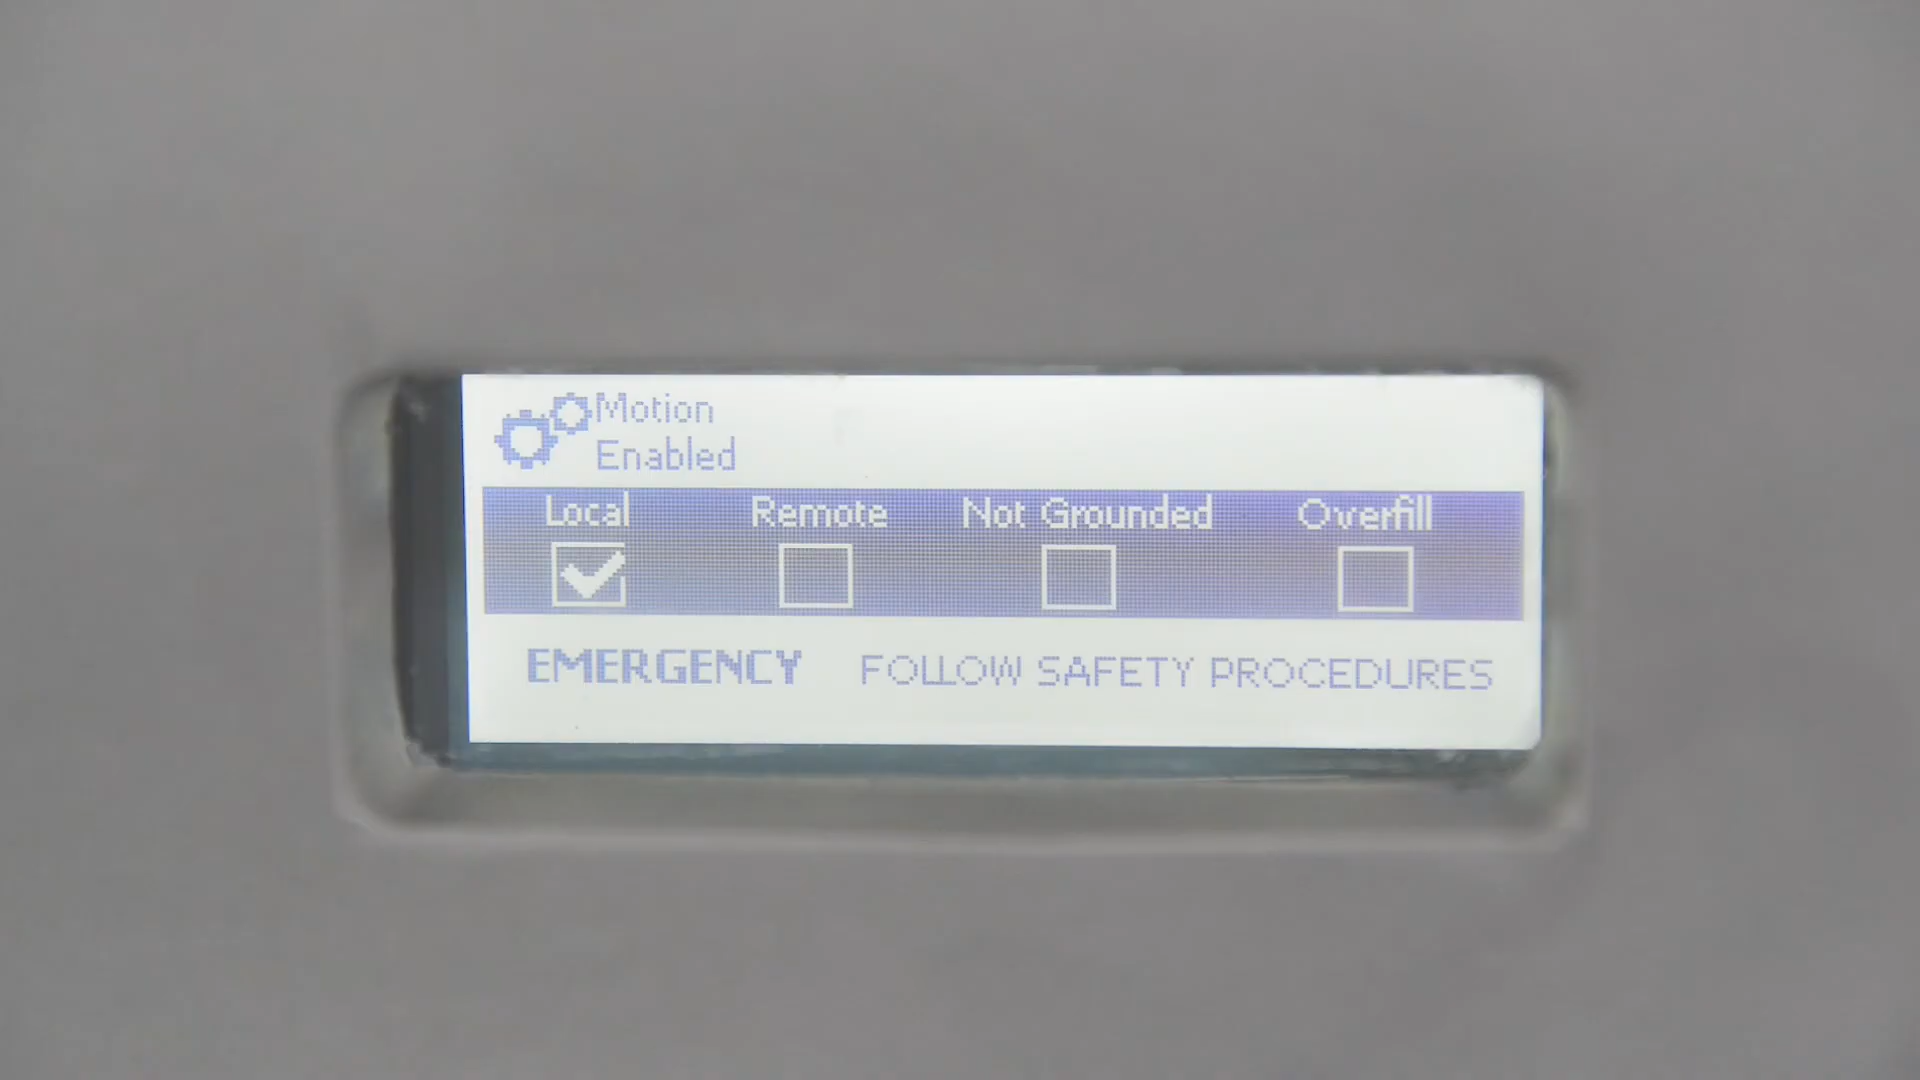 Motion
Enabled
Local Remote Not Grounded Overfill
EMERGENCY FOLLOW SAFETY PROCEDURES